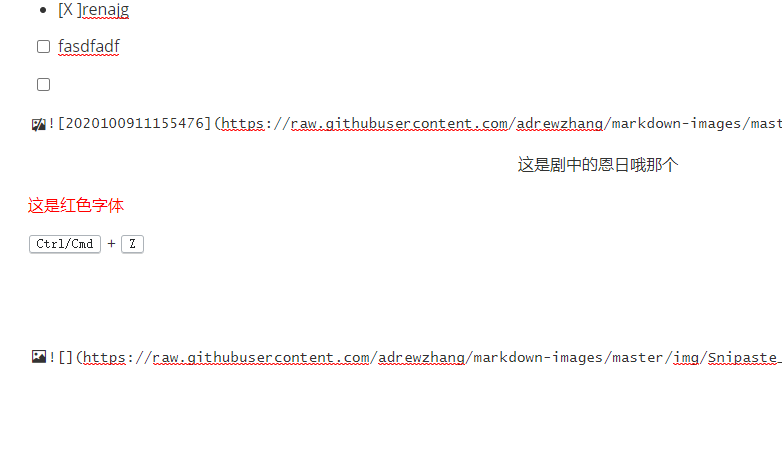 [X ]renajg
fasdfadf
![2020100911155476](https://raw.githubusercontent.com/adrewzhang/markdown-images/mast
这是剧中的恩日哦那个
这是红色字体
Ctrl/Cmd + Z
![](https://raw.githubusercontent.com/adrewzhang/markdown-images/master/img/Snipaste_